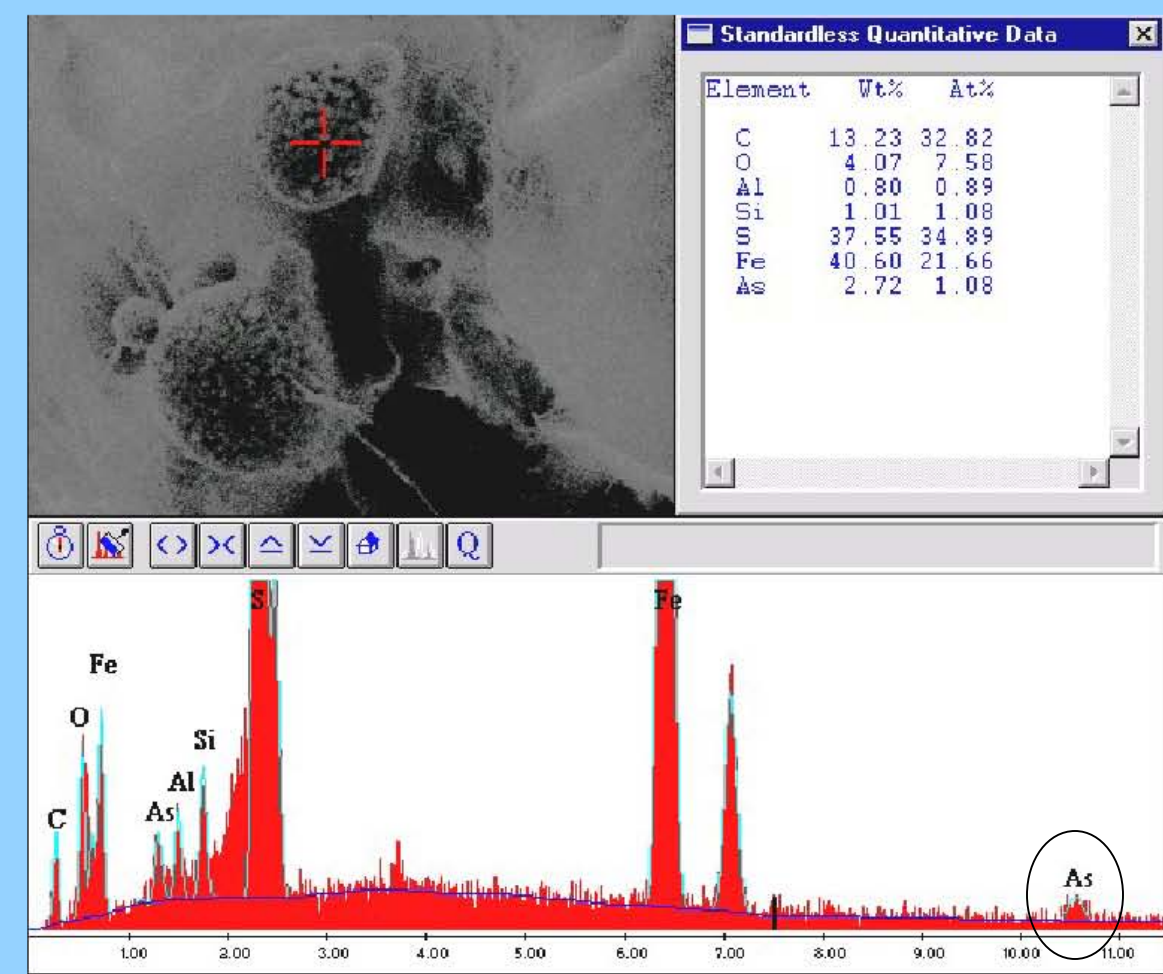 Standardless Quantitative Data
Element Wt% At%
C 13.23 32.82
O 4.07 7.58
Al 0.80 0.89
Si 1.01 1.08
S 37.55 34.89
Fe 40.60 21.66
As 2.72 1.08
Q
S
Fe
Fe
O
Si
Al
As
C
As
1.00 2.00 3.00 4.00 5.00 6.00 7.00 8.00 9.00 10.00 11.00